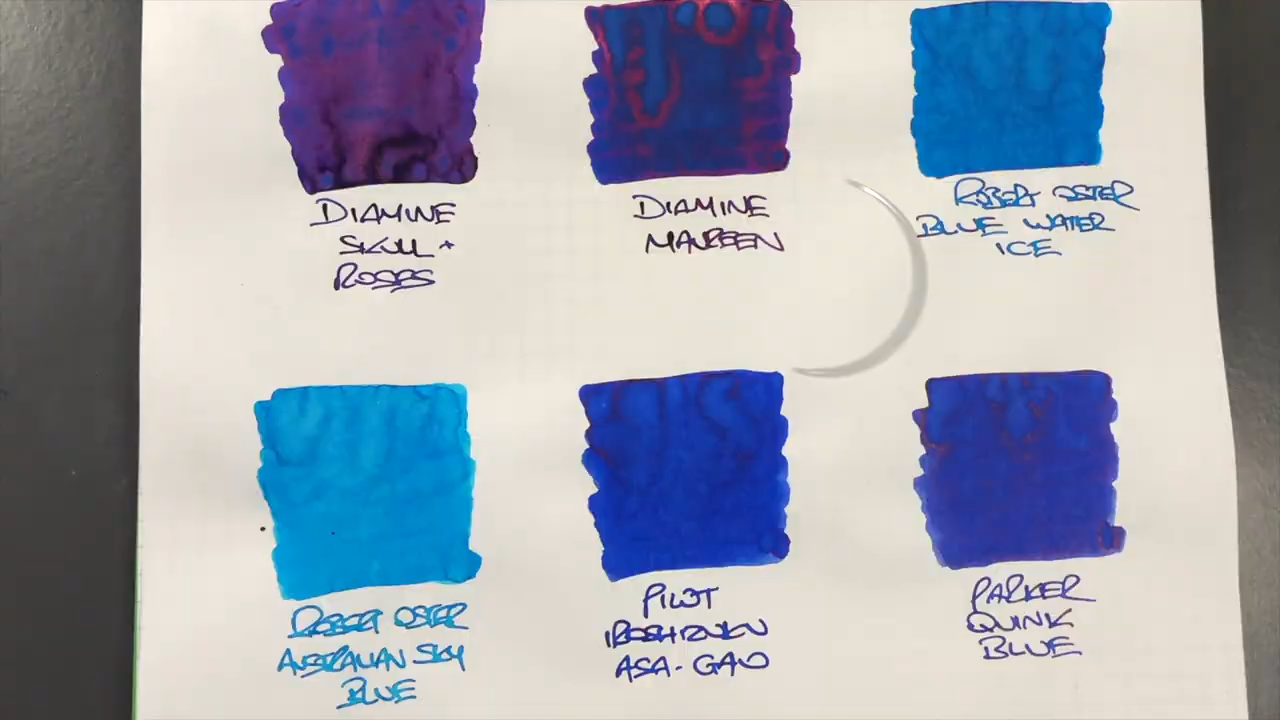 DIAMINE
SKULL +
ROSES
DIAMINE
MAUREEN
ROBERT OSTER
BLUE WATER
ICE
ROBERT OSTER
AUSTRALIAN SKY
BLUE
PILOT
IROSHIZUKU
ASA-GAO
PARKER
QUINK
BLUE